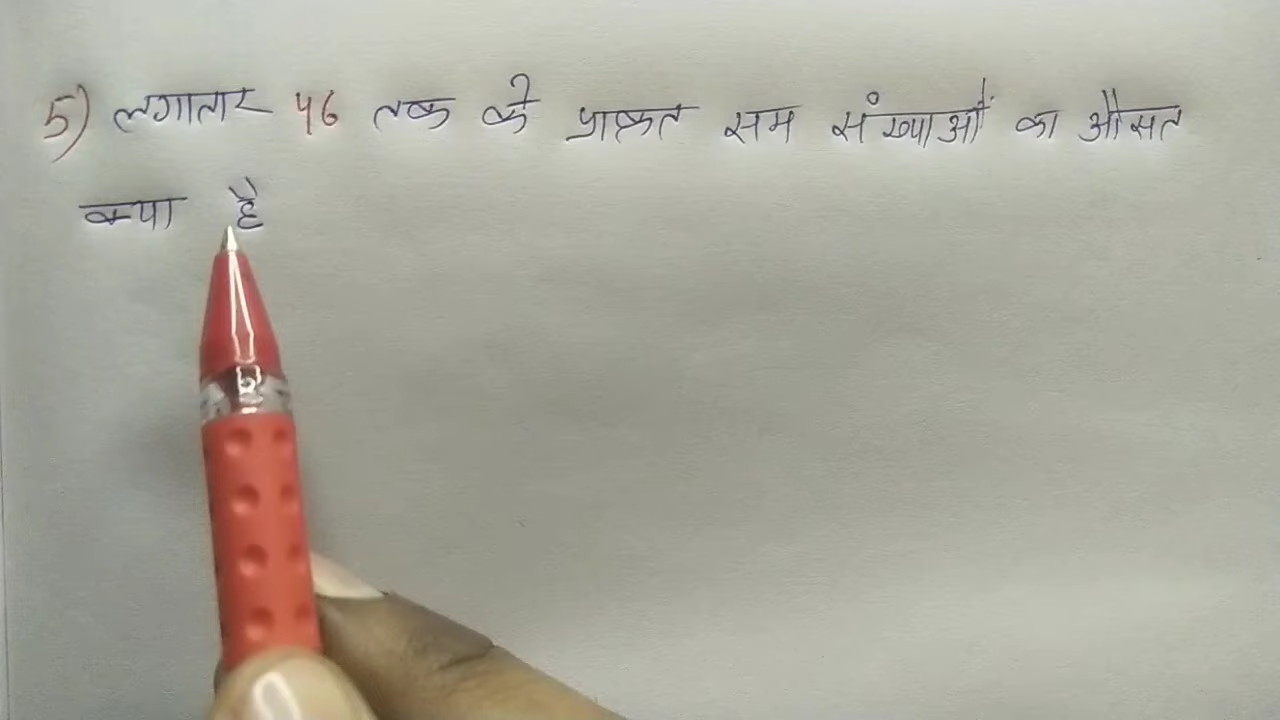 5) लगातार 46 तक के प्राकृत सम संख्याओं का औसत
क्या है